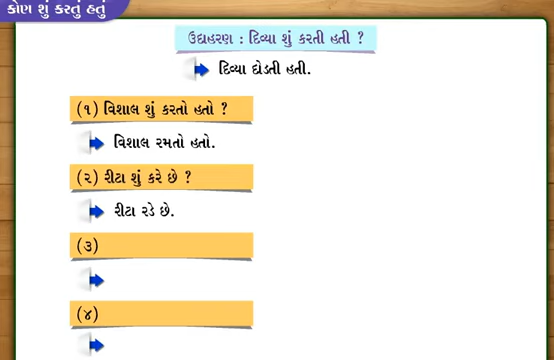 કોણ શું કરતું હતું
ઉદાહરણ : દિવ્યા શું કરતી હતી ?
દિવ્યા દોડતી હતી.
(૧) વિશાલ શું કરતો હતો ?
વિશાલ રમતો હતો.
(૨) રીટા શું કરે છે ?
રીટા રડે છે.
(૩)
(૪)